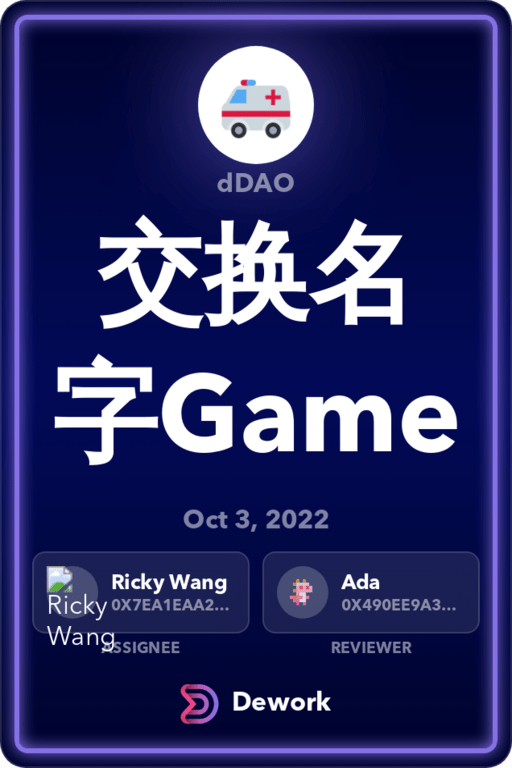 dDAO
交换名
字Game
Oct 3, 2022
Ricky Wang
0X7EA1EAA2...
Ricky
Wang
ASSIGNEE
Ada
0X490EE9A3...
REVIEWER
Dework